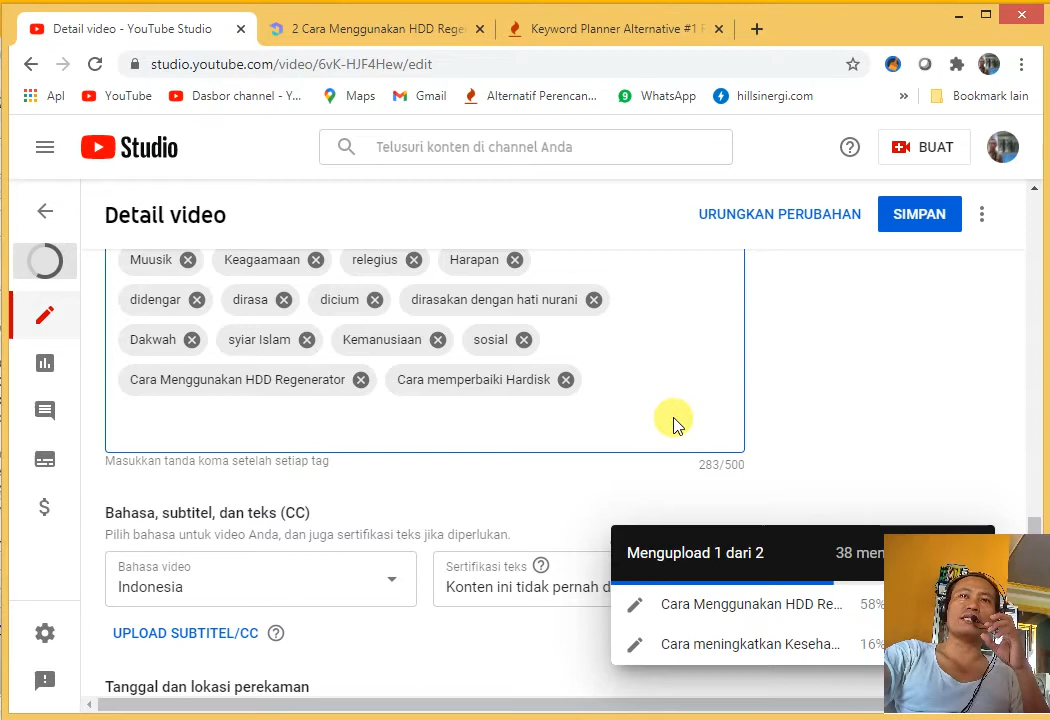 Detail video - YouTube Studio
2 Cara Menggunakan HDD Rege
Keyword Planner Alternative #1 F
studio.youtube.com/video/6vK-HJF4Hew/edit
Apl
YouTube
Dasbor channel - Y...
Maps
Gmail
Alternatif Perencan...
9
WhatsApp
hillsinergi.com
»
Bookmark lain
Studio
Telusuri konten di channel Anda
BUAT
Detail video
URUNGKAN PERUBAHAN
SIMPAN
Muusik
Keagaamaan
relegius
Harapan
didengar
dirasa
dicium
dirasakan dengan hati nurani
Dakwah
syiar Islam
Kemanusiaan
sosial
Cara Menggunakan HDD Regenerator
Cara memperbaiki Hardisk
Masukkan tanda koma setelah setiap tag
283/500
Bahasa, subtitel, dan teks (CC)
Pilih bahasa untuk video Anda, dan juga sertifikasi teks jika diperlukan.
Bahasa video
Indonesia
Sertifikasi teks
Konten ini tidak pernah d
UPLOAD SUBTITEL/CC
Tanggal dan lokasi perekaman
Mengupload 1 dari 2
38 men
Cara Menggunakan HDD Re...
58%
Cara meningkatkan Keseha...
16%